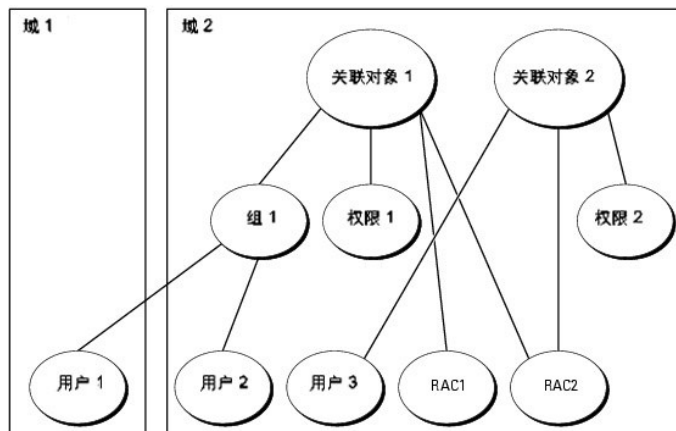 域 1
域 2
关联对象 1
关联对象 2
组 1
权限 1
权限 2
用户 1
用户 2
用户 3
RAC1
RAC2